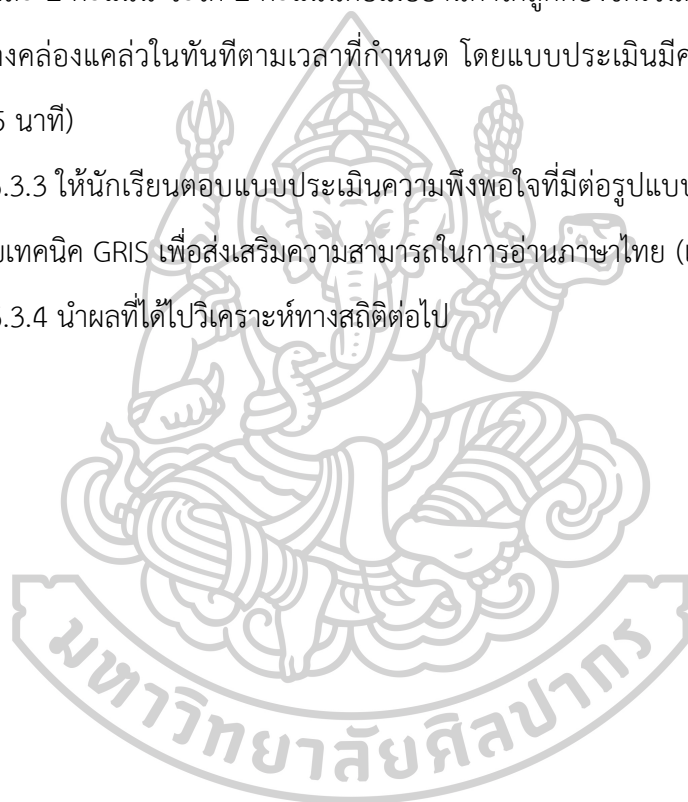 คล่องแคล่วในทันทีตามเวลาที่กำหนด โดยแบบประเมินมี
5 นาที)
.3.3 ให้นักเรียนตอบแบบประเมินความพึงพอใจที่มีต่อรูปแบบ
เทคนิค GRIS เพื่อส่งเสริมความสามารถในการอ่านภาษาไทย
.3.4 นำผลที่ได้ไปวิเคราะห์ทางสถิติต่อไป
มหาวิทยาลัยศิลปากร